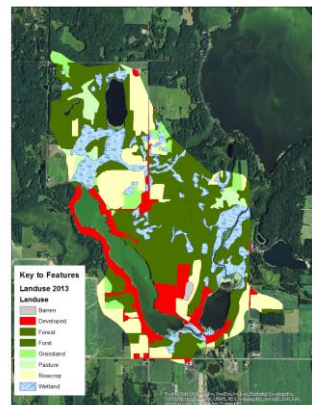 Key to Features
Landuse 2013
Landuse
Barren
Developed
Forest
Forst
Grassland
Pasture
Rowcrop
Wetland